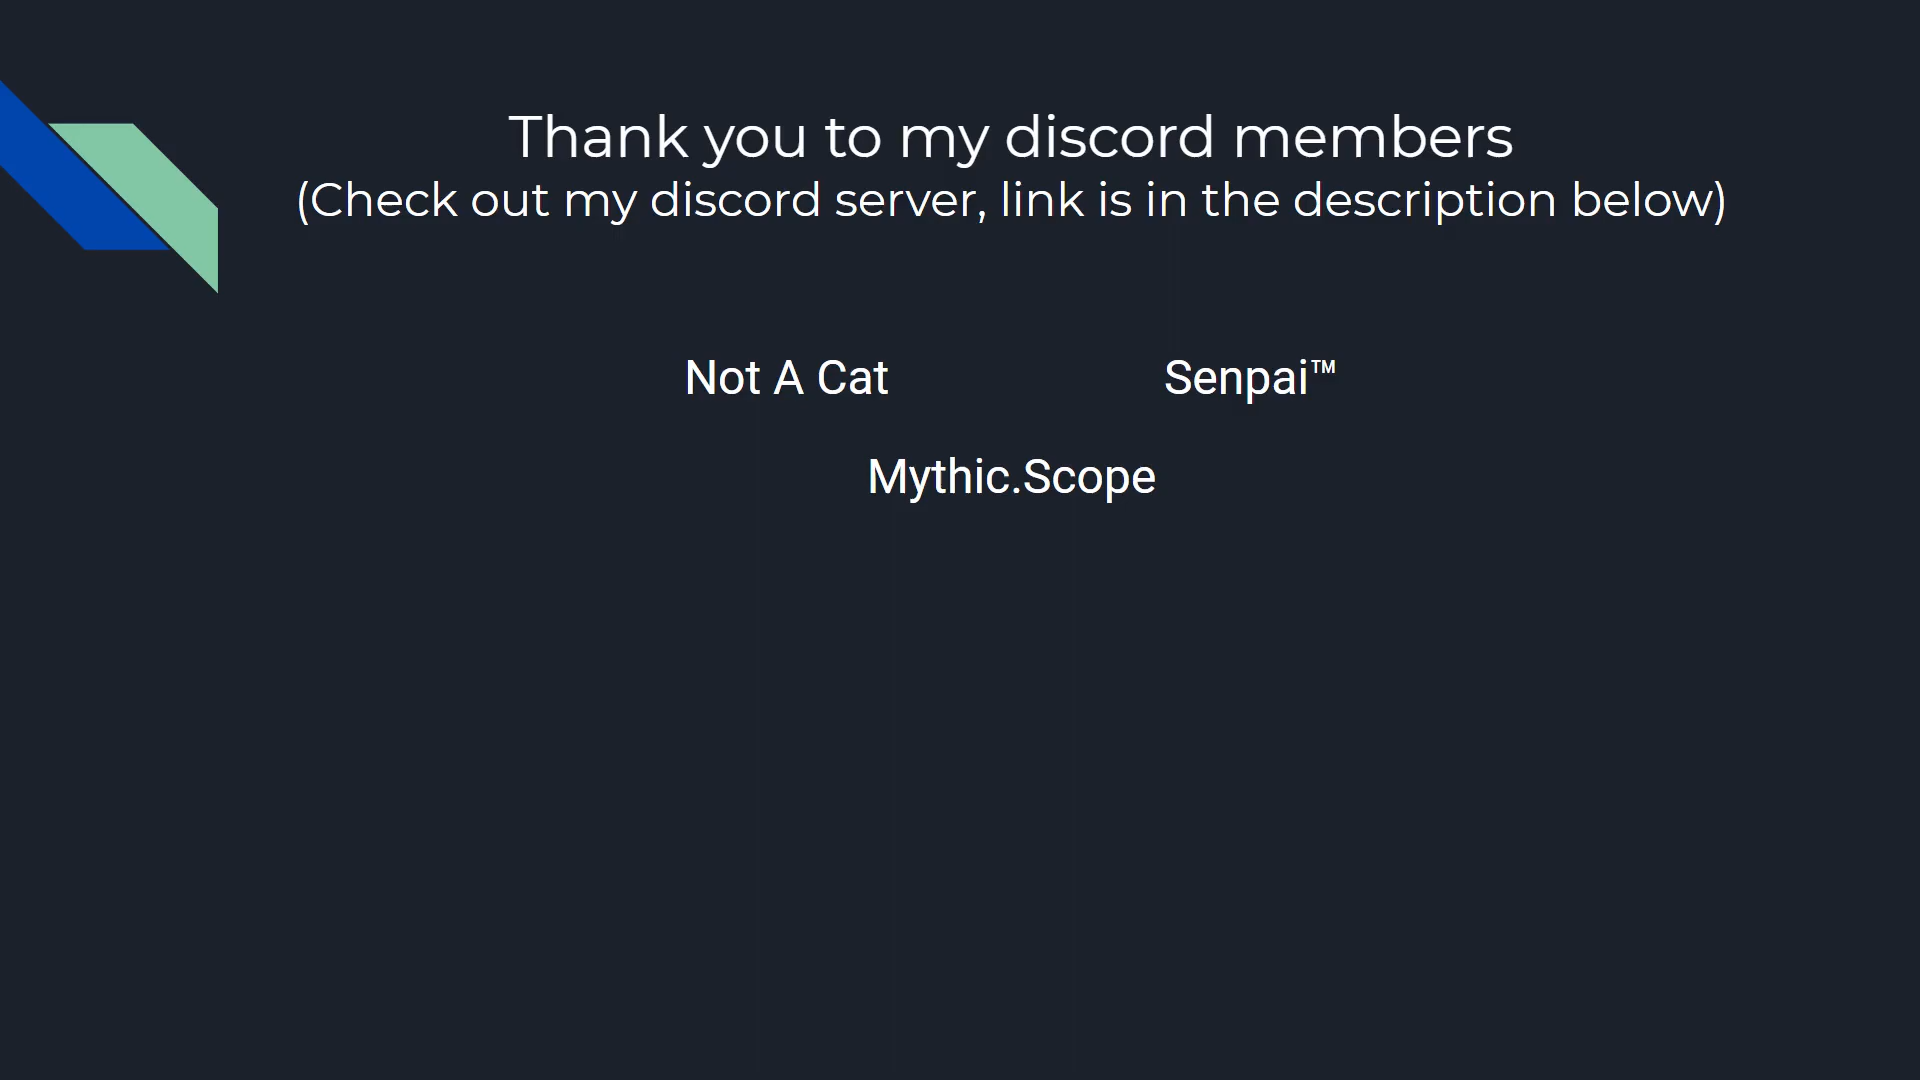 Thank you to my discord members
(Check out my discord server, link is in the description below)
Not A Cat Senpai™
Mythic.Scope